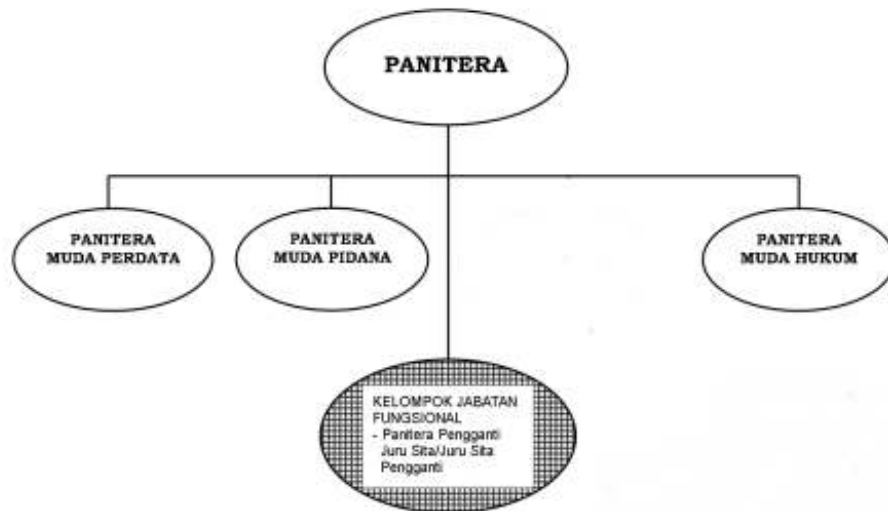 PANITERA
PANITERA
MUDA PERDATA
PANITERA
MUDA PIDANA
PANITERA
MUDA HUKUM
KELOMPOK JABATAN
FUNGSIONAL
- Panitera Pengganti
Juru Sita/Juru Sita
Pengganti